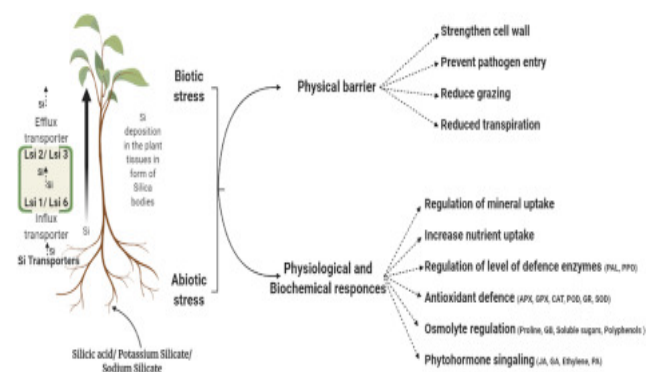 Si
Efflux
transporter
Lsi 2/ Lsi 3
Si
Si
Lsi 1/ Lsi 6
Influx
transporter
Si
Si Transporters
Si
Si
deposition
in the plant
tissues in
form of
Silica
bodies
Silicic acid/ Potassium Silicate/
Sodium Silicate
Biotic
stress
Abiotic
stress
Physical barrier
Strengthen cell wall
Prevent pathogen entry
Reduce grazing
Reduced transpiration
Physiological and
Biochemical responces
Regulation of mineral uptake
Increase nutrient uptake
Regulation of level of defence enzymes (PAL, PPO)
Antioxidant defence (APX, GPX, CAT, POD, GR, SOD)
Osmolyte regulation (Proline, GB, Soluble sugars, Polyphenols )
Phytohormone singaling (JA, GA, Ethylene, PA)